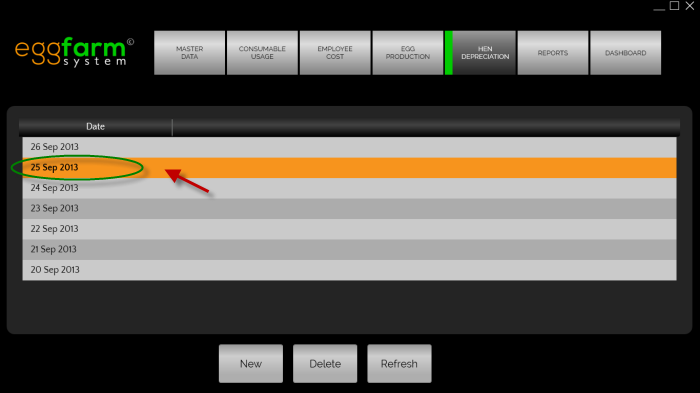 eggfarm©
system
MASTER
DATA
CONSUMABLE
USAGE
EMPLOYEE
COST
EGG
PRODUCTION
HEN
DEPRECIATION
REPORTS
DASHBOARD
Date
26 Sep 2013
25 Sep 2013
24 Sep 2013
23 Sep 2013
22 Sep 2013
21 Sep 2013
20 Sep 2013
New
Delete
Refresh